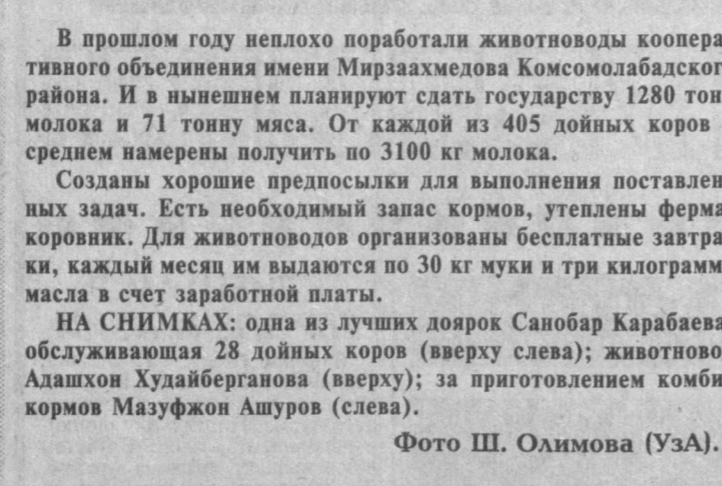 В прошлом году неплохо поработали животноводы коопера
тивного объединения имени Мирзаахмедова Комсомолабадског
района. И в нынешнем планируют сдать государству 1280 тон
молока и 71 тонну мяса. От каждой из 405 дойных коров
среднем намерены получить по 3100 кг молока.
Созданы хорошие предпосылки для выполнения поставлен
ных задач. Есть необходимый запас кормов, утеплены ферма
коровник. Для животноводов организованы бесплатные завтра
ки, каждый месяц им выдаются по 30 кг муки и три килограмм
масла в счет заработной платы.
НА СНИМКАХ: одна из лучших доярок Санобар Карабаева
обслуживающая 28 дойных коров (вверху слева); животново
Адашхон Худайберганова (вверху); за приготовлением комби
кормов Мазуфжон Ашуров (слева).
Фото Ш. Олимова (УзА).